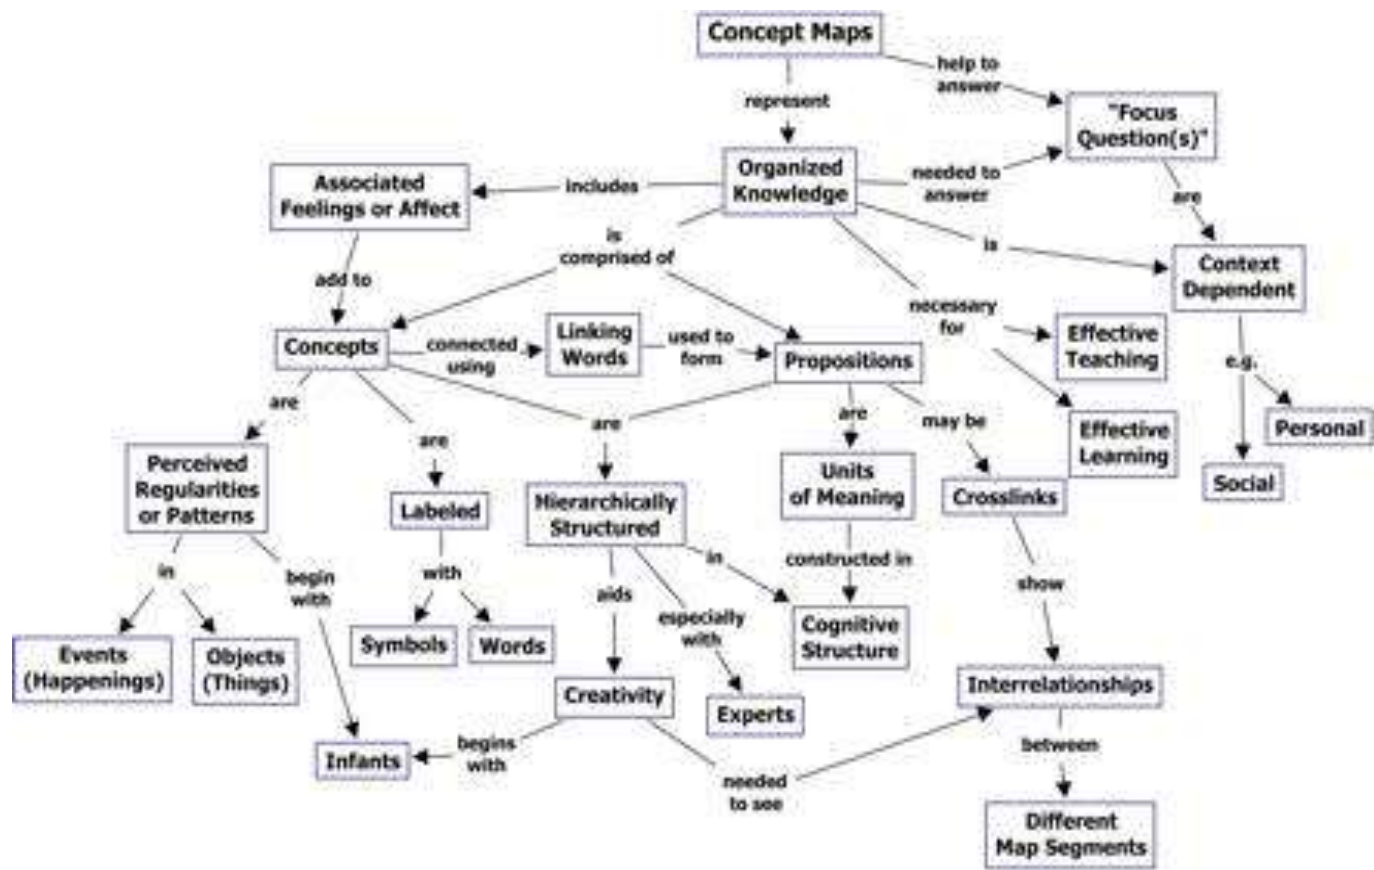 Concept Maps
help to
answer
represent
"Focus
Question(s)"
Organized
Knowledge
needed to
answer
includes
Associated
Feelings or Affect
are
is
comprised of
is
Context
Dependent
add to
necessary
for
Effective
Teaching
Concepts
connected
using
Linking
Words
used to
form
Propositions
e.g.
are
are
are
are
may be
Effective
Learning
Personal
Social
Perceived
Regularities
or Patterns
Labeled
Hierarchically
Structured
Units
of Meaning
Crosslinks
in
begin
with
with
aids
in
constructed in
especially
with
show
Events
(Happenings)
Objects
(Things)
Symbols
Words
Cognitive
Structure
Creativity
Experts
Interrelationships
Infants
begins
with
needed
to see
between
Different
Map Segments